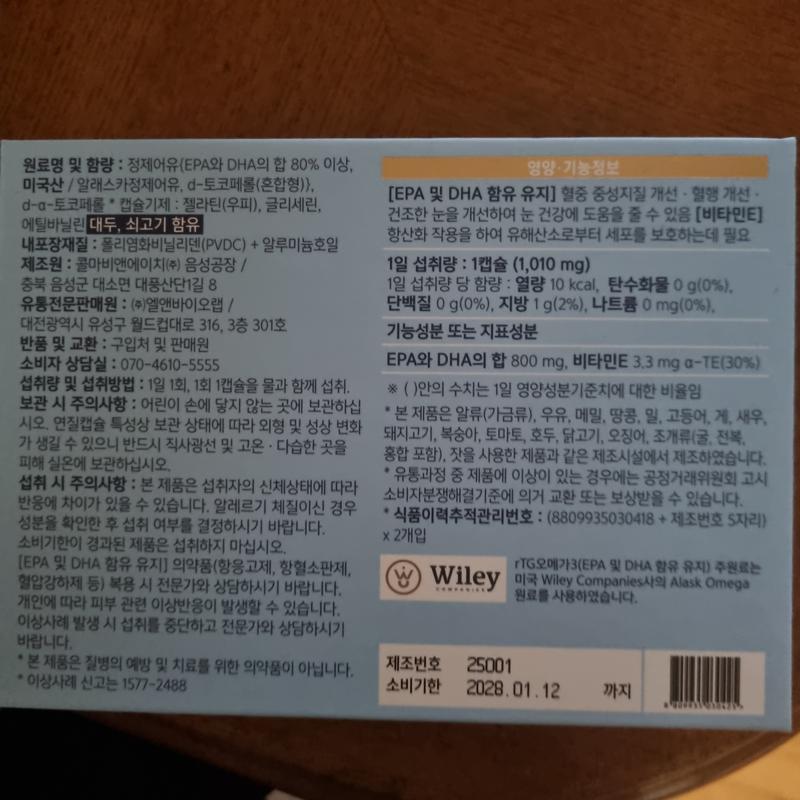 원료명 및 함량 : 정제어유(EPA와 DHA의 합 80% 이상,
미국산 / 알래스카정제어유, d-토코페롤(혼합형)),
d-α-토코페롤 * 캡슐기제 : 젤라틴(우피), 글리세린,
에틸바닐린 대두, 쇠고기 함유
내포장재질 : 폴리염화비닐리덴(PVDC) + 알루미늄호일
제조원 : 콜마비앤에이치㈜ 음성공장 /
충북 음성군 대소면 대풍산단1길 8
유통전문판매원 : ㈜엘앤바이오랩 /
대전광역시 유성구 월드컵대로 316, 3층 301호
반품 및 교환 : 구입처 및 판매원
소비자 상담실 : 070-4610-5555
섭취량 및 섭취방법 : 1일 1회, 1회 1캡슐을 물과 함께 섭취.
보관 시 주의사항 : 어린이 손에 닿지 않는 곳에 보관하십
시오. 연질캡슐 특성상 보관 상태에 따라 외형 및 성상 변화
가 생길 수 있으니 반드시 직사광선 및 고온 · 다습한 곳을
피해 실온에 보관하십시오.
섭취 시 주의사항 : 본 제품은 섭취자의 신체상태에 따라
반응에 차이가 있을 수 있습니다. 알레르기 체질이신 경우
성분을 확인한 후 섭취 여부를 결정하시기 바랍니다.
소비기한이 경과된 제품은 섭취하지 마십시오.
[EPA 및 DHA 함유 유지] 의약품(항응고제, 항혈소판제,
혈압강하제 등) 복용 시 전문가와 상담하시기 바랍니다.
개인에 따라 피부 관련 이상반응이 발생할 수 있습니다.
이상사례 발생 시 섭취를 중단하고 전문가와 상담하시기
바랍니다.
* 본 제품은 질병의 예방 및 치료를 위한 의약품이 아닙니다.
* 이상사례 신고는 1577-2488
영양·기능정보
[EPA 및 DHA 함유 유지] 혈중 중성지질 개선 · 혈행 개선 ·
건조한 눈을 개선하여 눈 건강에 도움을 줄 수 있음 [비타민E]
항산화 작용을 하여 유해산소로부터 세포를 보호하는데 필요
1일 섭취량 : 1캡슐 (1,010 mg)
1일 섭취량 당 함량 : 열량 10 kcal, 탄수화물 0 g(0%),
단백질 0 g(0%), 지방 1 g(2%), 나트륨 0 mg(0%),
기능성분 또는 지표성분
EPA와 DHA의 합 800 mg, 비타민E 3.3 mg α-TE(30%)
※ ( )안의 수치는 1일 영양성분기준치에 대한 비율임
* 본 제품은 알류(가금류), 우유, 메밀, 땅콩, 밀, 고등어, 게, 새우,
돼지고기, 복숭아, 토마토, 호두, 닭고기, 오징어, 조개류(굴, 전복,
홍합 포함), 잣을 사용한 제품과 같은 제조시설에서 제조하였습니다.
* 유통과정 중 제품에 이상이 있는 경우에는 공정거래위원회 고시
소비자분쟁해결기준에 의거 교환 또는 보상받을 수 있습니다.
* 식품이력추적관리번호 : (8809935030418 + 제조번호 5자리)
x 2개입
Wiley
COMPANIES
rTG오메가3(EPA 및 DHA 함유 유지) 주원료는
미국 Wiley Companies사의 Alask Omega
원료를 사용하였습니다.
제조번호 25001
소비기한 2028.01.12 까지
8 809935 030425